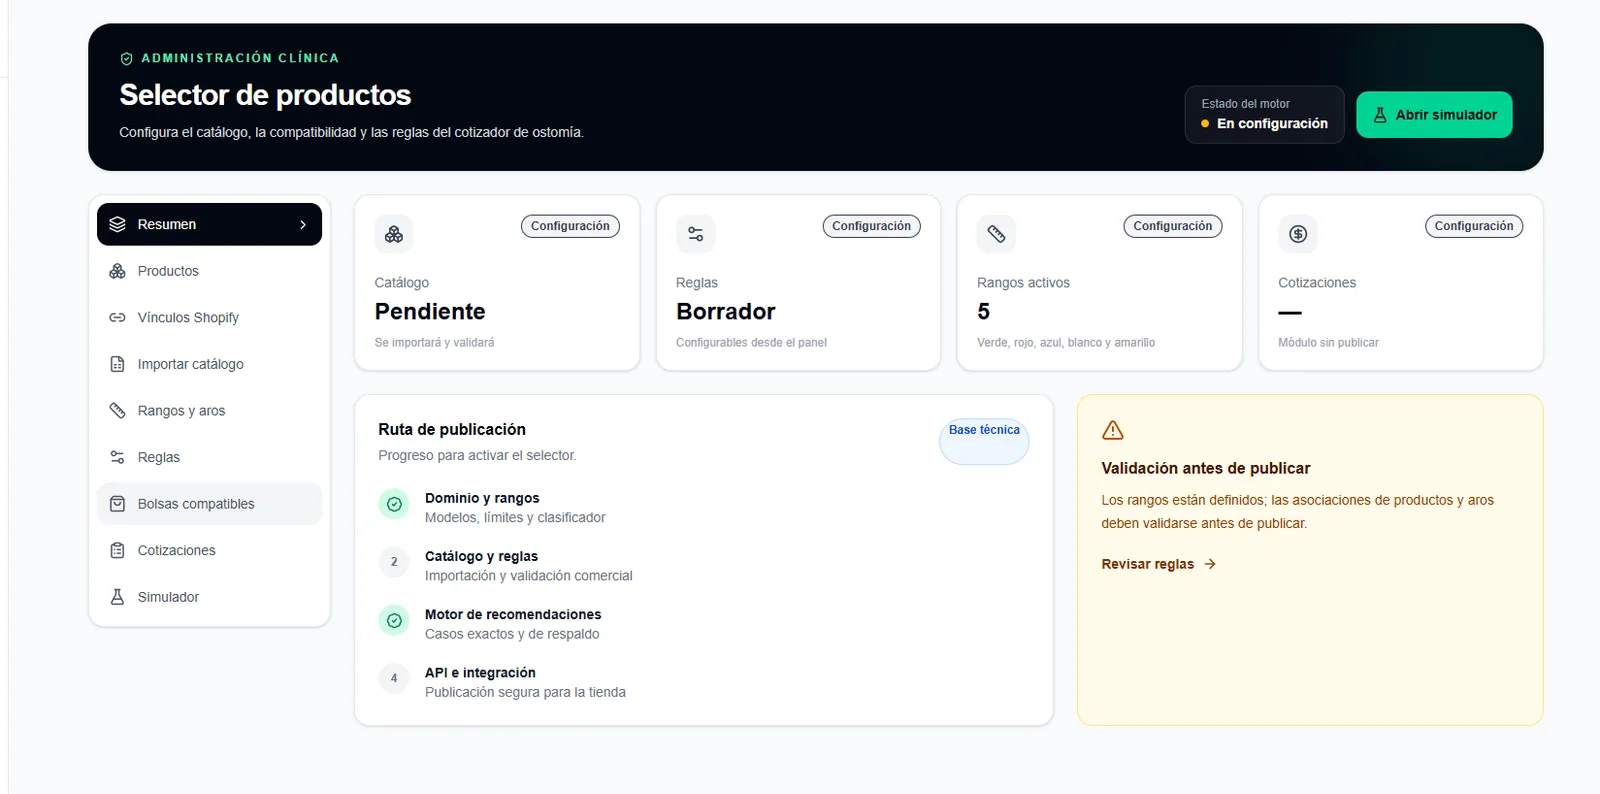 ADMINISTRACIÓN CLÍNICA
Selector de productos
Configura el catálogo, la compatibilidad y las reglas del cotizador de ostomía.
Estado del motor
En configuración
Abrir simulador
Resumen
Productos
Vínculos Shopify
Importar catálogo
Rangos y aros
Reglas
Bolsas compatibles
Cotizaciones
Simulador
Configuración
Catálogo
Pendiente
Se importará y validará
Configuración
Reglas
Borrador
Configurables desde el panel
Configuración
Rangos activos
5
Verde, rojo, azul, blanco y amarillo
Configuración
Cotizaciones
—
Módulo sin publicar
Ruta de publicación
Progreso para activar el selector.
Base técnica
Dominio y rangos
Modelos, límites y clasificador
2
Catálogo y reglas
Importación y validación comercial
Motor de recomendaciones
Casos exactos y de respaldo
4
API e integración
Publicación segura para la tienda
Validación antes de publicar
Los rangos están definidos; las asociaciones de productos y aros
deben validarse antes de publicar.
Revisar reglas